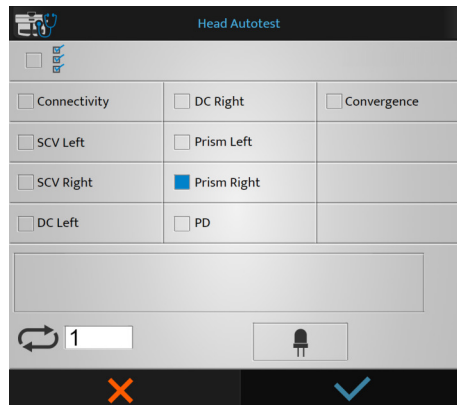 Head Autotest
Connectivity DC Right Convergence
SCV Left Prism Left
SCV Right Prism Right
DC Left PD
1